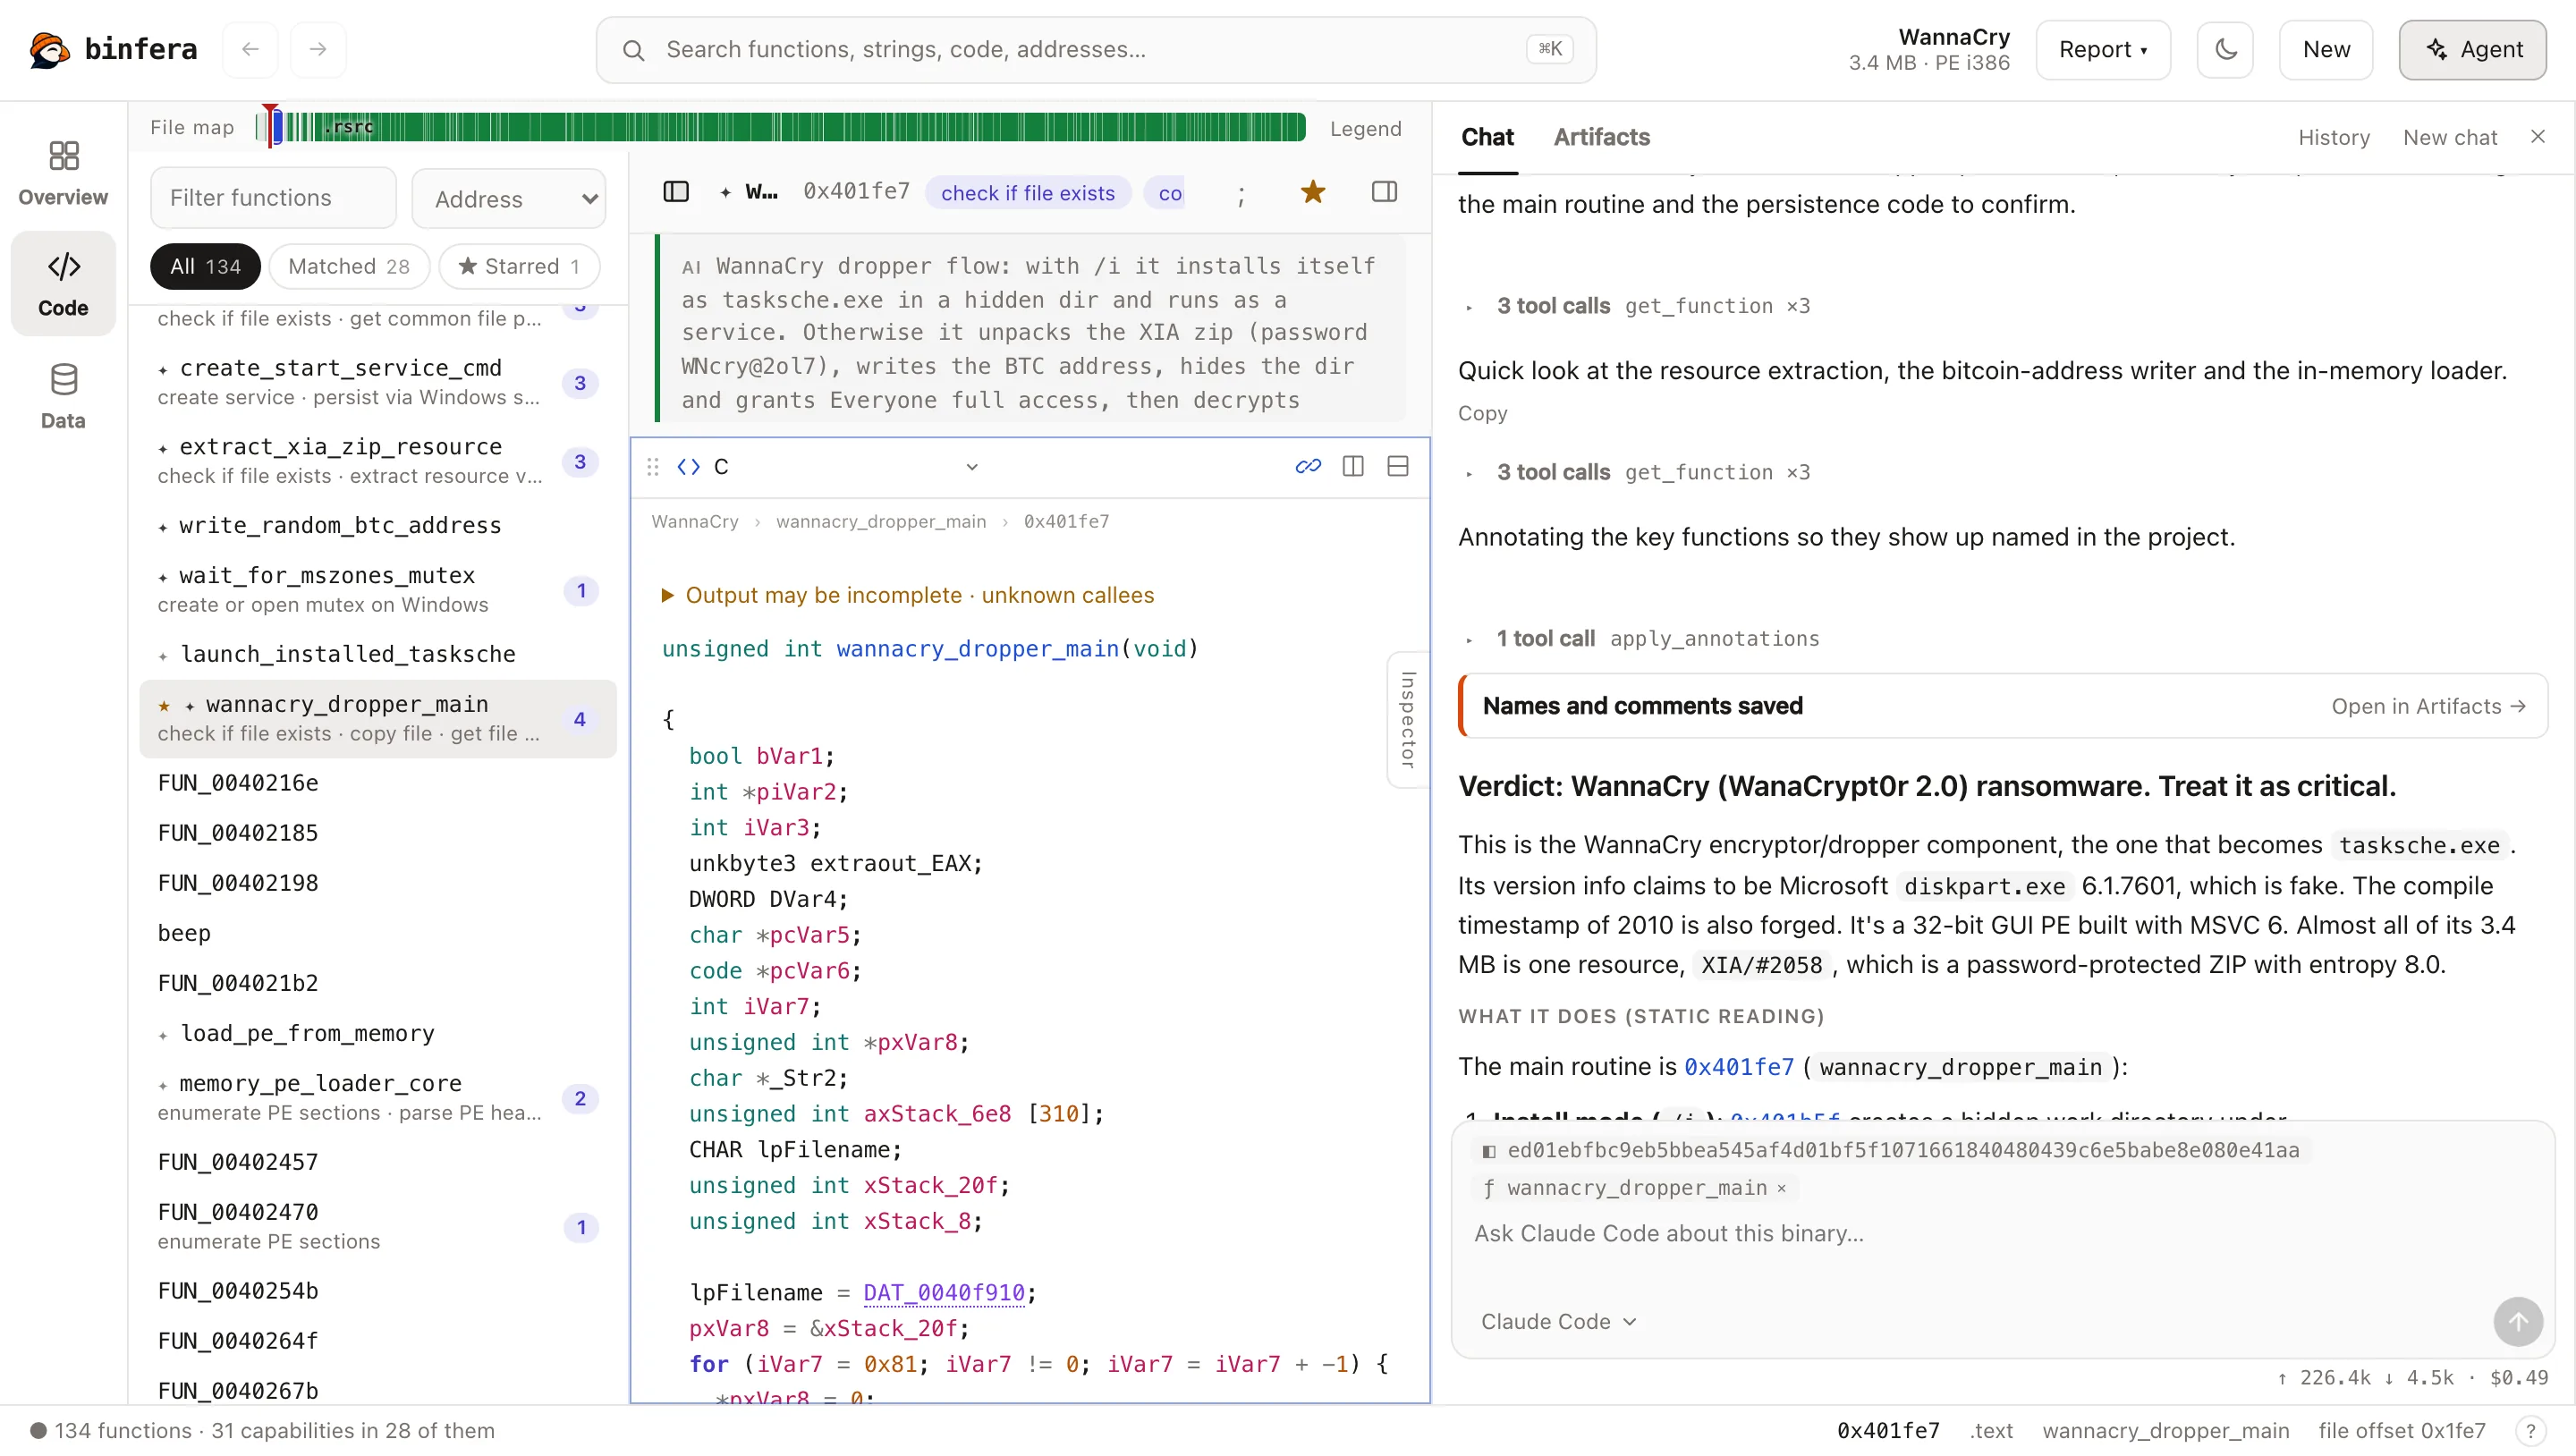 binfera
Search functions, strings, code, addresses...
⌘K
WannaCry
3.4 MB · PE i386
Report ▾
New
Agent
Overview
Code
Data
File map
.rsrc
Legend
Filter functions
Address
All 134
Matched 28
★ Starred 1
check if file exists · get common file p...
create_start_service_cmd
3
create service · persist via Windows s...
extract_xia_zip_resource
3
check if file exists · extract resource v...
write_random_btc_address
wait_for_mszones_mutex
1
create or open mutex on Windows
launch_installed_tasksche
★ wannacry_dropper_main
4
check if file exists · copy file · get file ...
FUN_0040216e
FUN_00402185
FUN_00402198
beep
FUN_004021b2
load_pe_from_memory
memory_pe_loader_core
2
enumerate PE sections · parse PE hea...
FUN_00402457
FUN_00402470
1
enumerate PE sections
FUN_0040254b
FUN_0040264f
FUN_0040267b
W... 0x401fe7 check if file exists co ;
AI WannaCry dropper flow: with /i it installs itself
as tasksche.exe in a hidden dir and runs as a
service. Otherwise it unpacks the XIA zip (password
WNcry@2ol7), writes the BTC address, hides the dir
and grants Everyone full access, then decrypts
C
WannaCry › wannacry_dropper_main › 0x401fe7
▶ Output may be incomplete · unknown callees
unsigned int wannacry_dropper_main(void)
{
bool bVar1;
int *piVar2;
int iVar3;
unkbyte3 extraout_EAX;
DWORD DVar4;
char *pcVar5;
code *pcVar6;
int iVar7;
unsigned int *pxVar8;
char *_Str2;
unsigned int axStack_6e8 [310];
CHAR lpFilename;
unsigned int xStack_20f;
unsigned int xStack_8;
lpFilename = DAT_0040f910;
pxVar8 = &xStack_20f;
for (iVar7 = 0x81; iVar7 != 0; iVar7 = iVar7 + -1) {
*pxVar8 = 0;
Inspector
Chat
Artifacts
History
New chat
×
the main routine and the persistence code to confirm.
3 tool calls get_function ×3
Quick look at the resource extraction, the bitcoin-address writer and the in-memory loader.
Copy
3 tool calls get_function ×3
Annotating the key functions so they show up named in the project.
1 tool call apply_annotations
Names and comments saved
Open in Artifacts →
Verdict: WannaCry (WanaCrypt0r 2.0) ransomware. Treat it as critical.
This is the WannaCry encryptor/dropper component, the one that becomes tasksche.exe .
Its version info claims to be Microsoft diskpart.exe 6.1.7601, which is fake. The compile
timestamp of 2010 is also forged. It's a 32-bit GUI PE built with MSVC 6. Almost all of its 3.4
MB is one resource, XIA/#2058 , which is a password-protected ZIP with entropy 8.0.
WHAT IT DOES (STATIC READING)
The main routine is 0x401fe7 ( wannacry_dropper_main ):
1. Install mode ( /i ): 0x401b5f creates a hidden work directory under
ed01ebfbc9eb5bbea545af4d01bf5f1071661840480439c6e5babe8e080e41aa
ƒ wannacry_dropper_main ×
Ask Claude Code about this binary...
Claude Code
↑ 226.4k ↓ 4.5k · $0.49
134 functions · 31 capabilities in 28 of them
0x401fe7 .text wannacry_dropper_main file offset 0x1fe7 ?